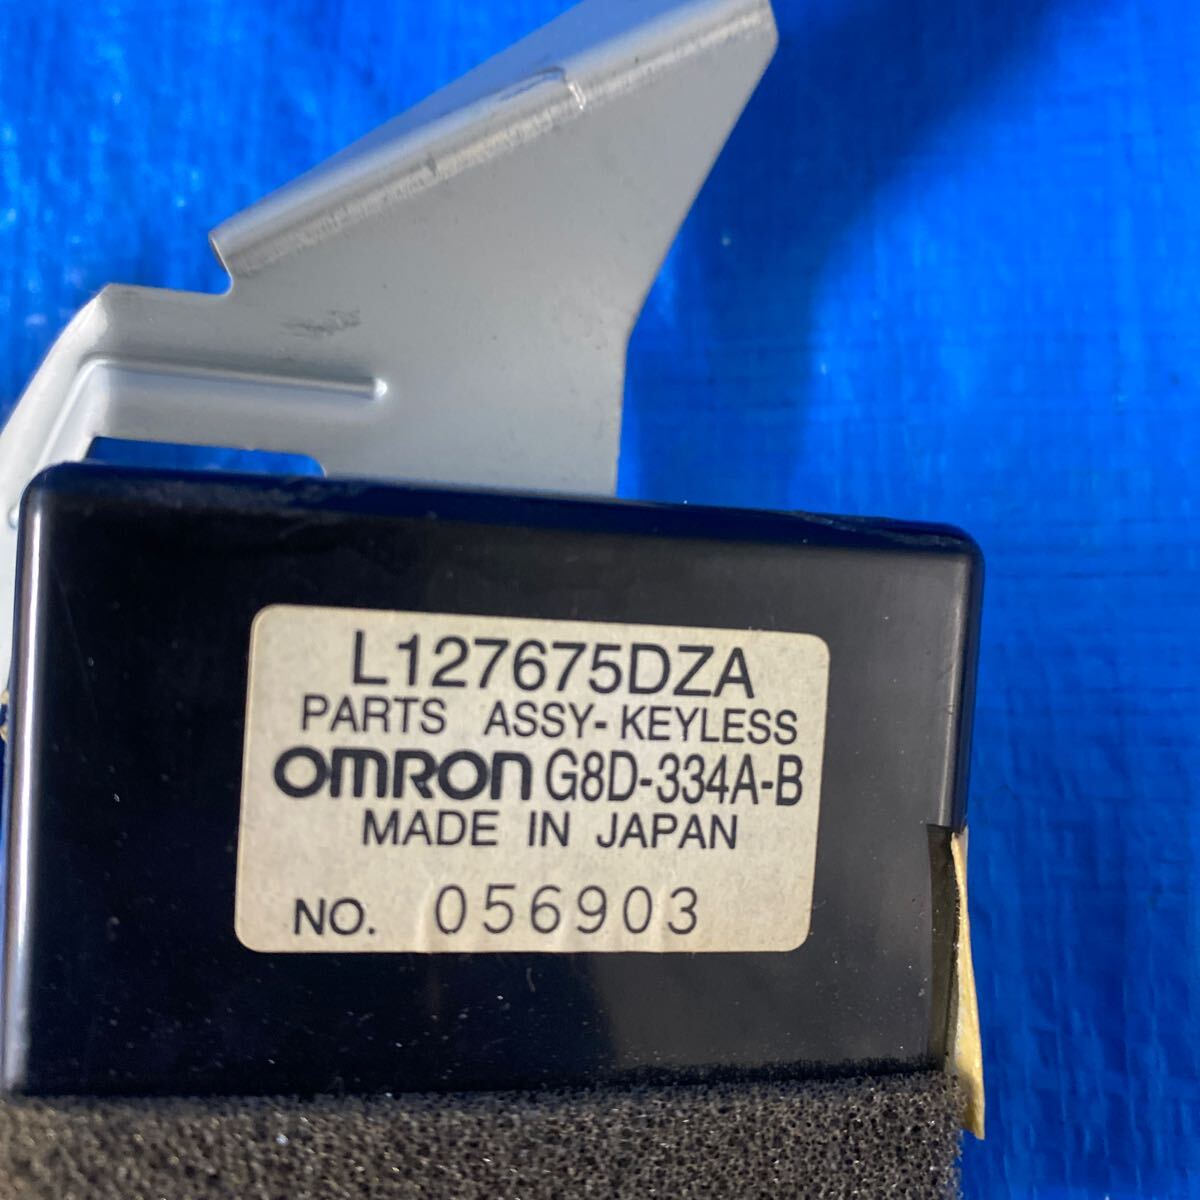 L127675DZA
PARTS ASSY-KEYLESS
OMRON G8D-334A-B
MADE IN JAPAN
NO. 056903